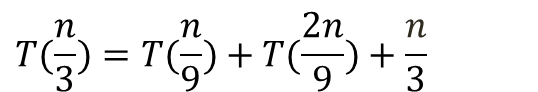 T(n/3) = T(n/9) + T(2n/9) + n/3